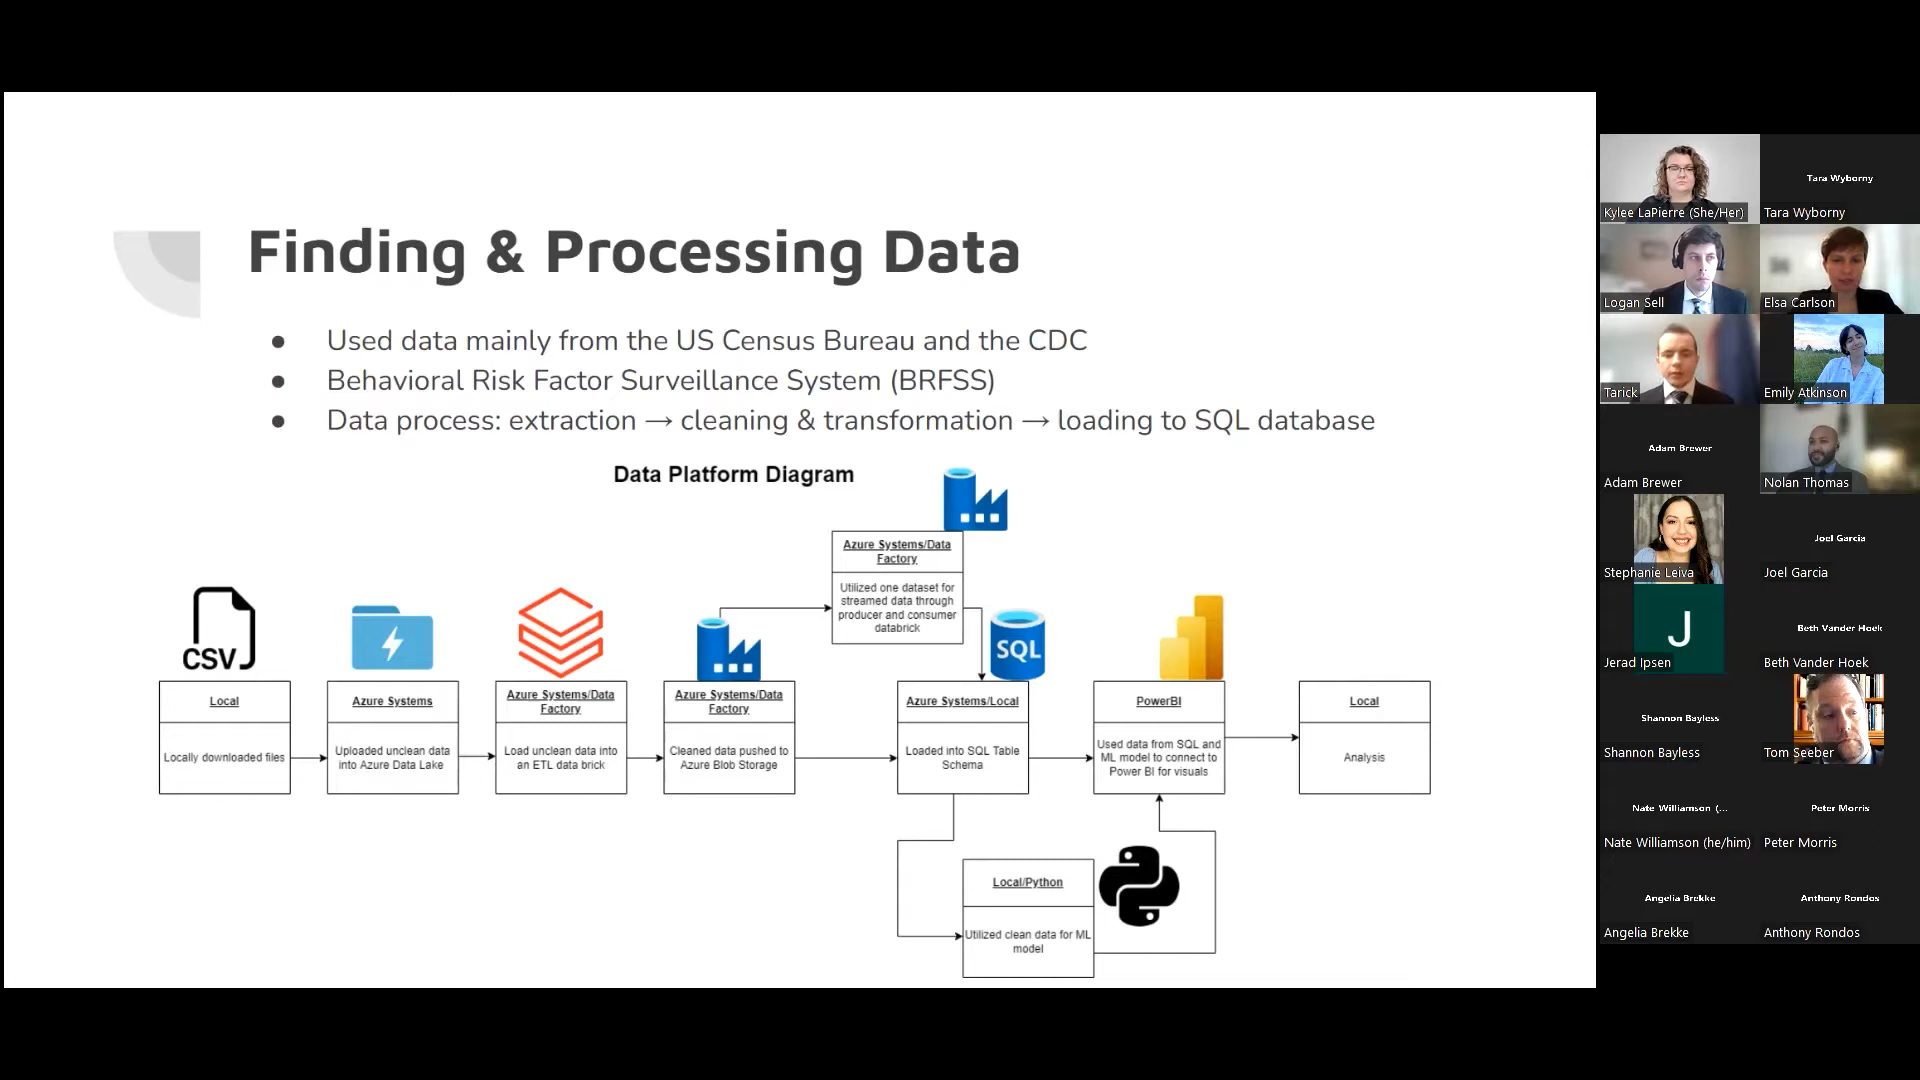 Finding & Processing Data
● Used data mainly from the US Census Bureau and the CDC
● Behavioral Risk Factor Surveillance System (BRFSS)
● Data process: extraction → cleaning & transformation → loading to SQL database
Data Platform Diagram
Azure Systems/Data
Factory
Utilized one dataset for
streamed data through
producer and consumer
databrick
CSV
SQL
Local
Locally downloaded files
Azure Systems
Uploaded unclean data
into Azure Data Lake
Azure Systems/Data
Factory
Load unclean data into
an ETL data brick
Azure Systems/Data
Factory
Cleaned data pushed to
Azure Blob Storage
Azure Systems/Local
Loaded into SQL Table
Schema
PowerBI
Used data from SQL and
ML model to connect to
Power BI for visuals
Local
Analysis
Local/Python
Utilized clean data for ML
model
Kylee LaPierre (She/Her)
Tara Wyborny
Tara Wyborny
Logan Sell
Elsa Carlson
Tarick
Emily Atkinson
Adam Brewer
Adam Brewer
Nolan Thomas
Stephanie Leiva
Joel Garcia
Joel Garcia
J
Jerad Ipsen
Beth Vander Hoek
Beth Vander Hoek
Shannon Bayless
Shannon Bayless
Tom Seeber
Nate Williamson (...
Nate Williamson (he/him)
Peter Morris
Peter Morris
Angelia Brekke
Angelia Brekke
Anthony Rondos
Anthony Rondos